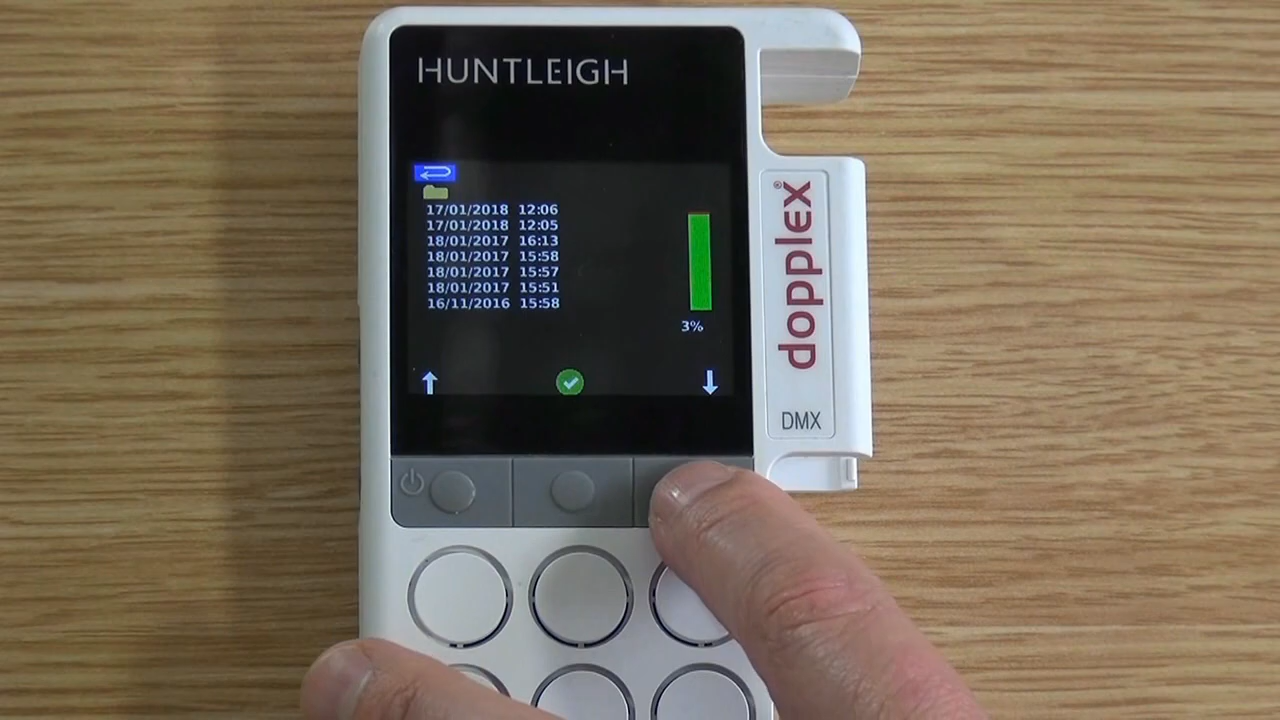 HUNTLEIGH
17/01/2018 12:06
17/01/2018 12:05
18/01/2017 16:13
18/01/2017 15:58
18/01/2017 15:57
18/01/2017 15:51
16/11/2016 15:58
3%
dopplex®
DMX